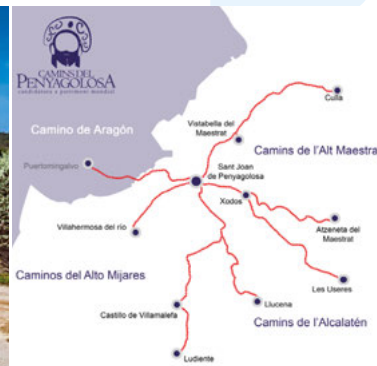 CAMINS DEL
PENYAGOLOSA
candidatura a patrimoni mundial
Culla
Camino de Aragón
Vistabella del
Maestrat
Camins de l'Alt Maestra
Puertomingalvo
Sant Joan
de Penyagolosa
Xodos
Villahermosa del río
Atzeneta del
Maestrat
Caminos del Alto Mijares
Les Useres
Castillo de Villamalefa
Llucena
Camins de l'Alcalatén
Ludiente